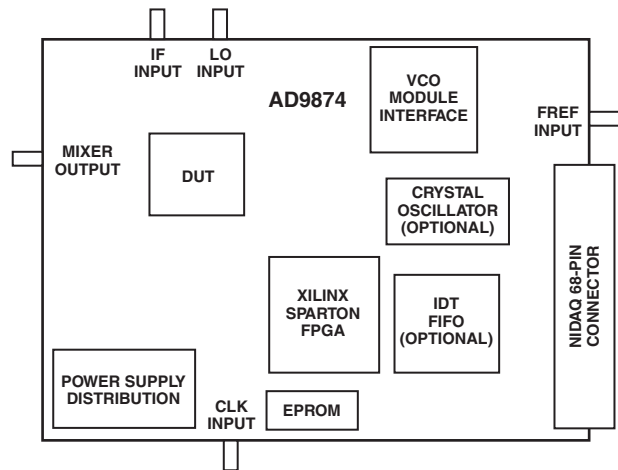 IF
INPUT
LO
INPUT
AD9874
VCO
MODULE
INTERFACE
FREF
INPUT
MIXER
OUTPUT
DUT
CRYSTAL
OSCILLATOR
(OPTIONAL)
NIDAQ 68-PIN
CONNECTOR
XILINX
SPARTON
FPGA
IDT
FIFO
(OPTIONAL)
POWER SUPPLY
DISTRIBUTION
CLK
INPUT
EPROM